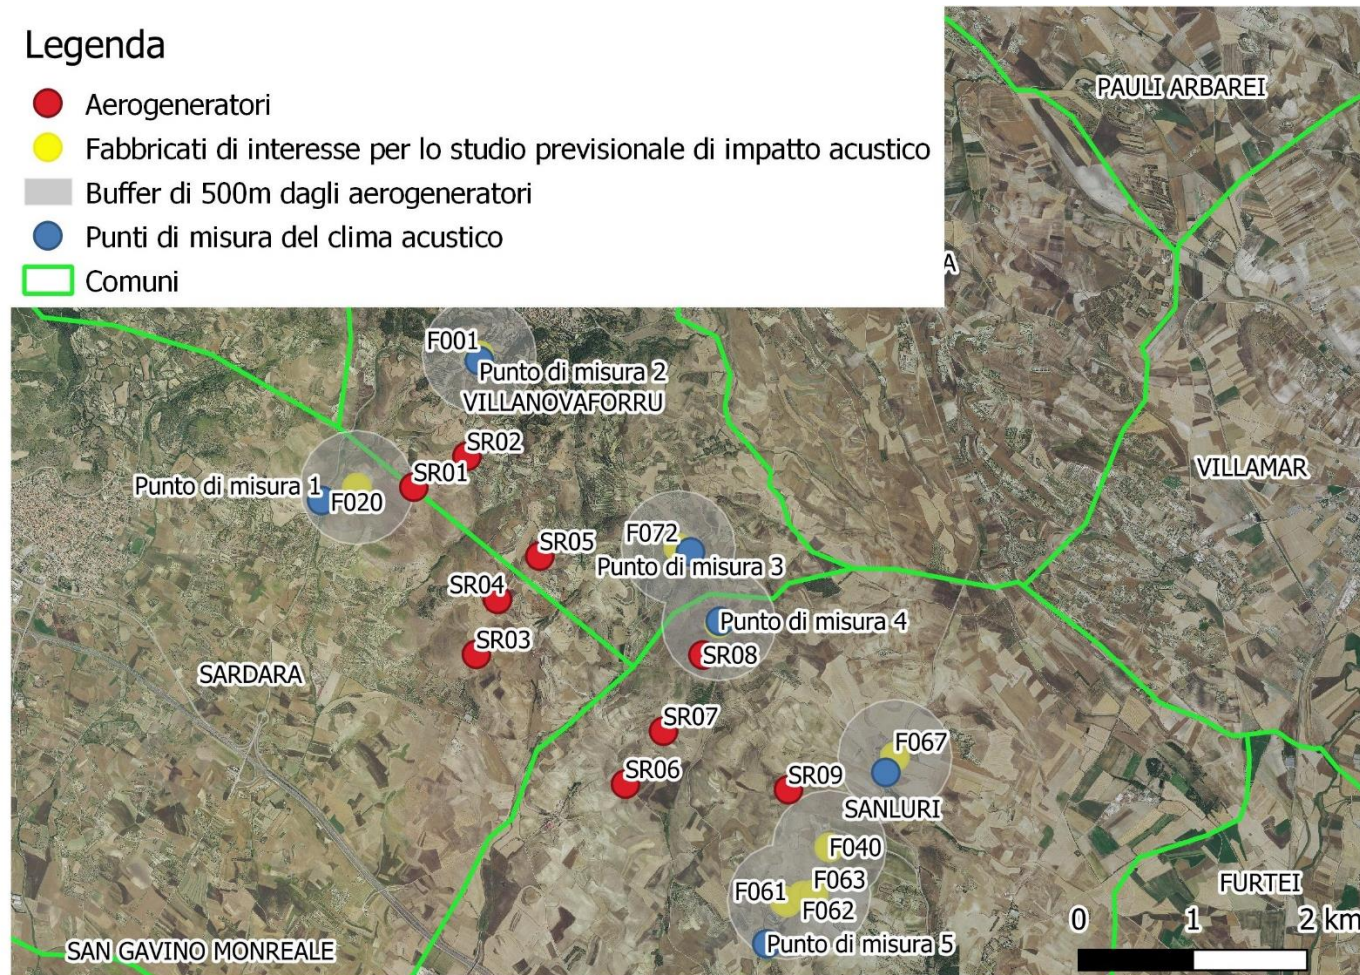 Legenda
Aerogeneratori
Fabbricati di interesse per lo studio previsionale di impatto acustico
Buffer di 500m dagli aerogeneratori
Punti di misura del clima acustico
Comuni
PAULI ARBAREI
A
F001
Punto di misura 2
VILLANOVAFORRU
SR02
SR01
Punto di misura 1
F020
VILLAMAR
SR05
F072
Punto di misura 3
SR04
Punto di misura 4
SR03
SR08
SARDARA
SR07
F067
SR06
SR09
SANLURI
F040
F063
F061
F062
FURTEI
Punto di misura 5
SAN GAVINO MONREALE
0 1 2 km